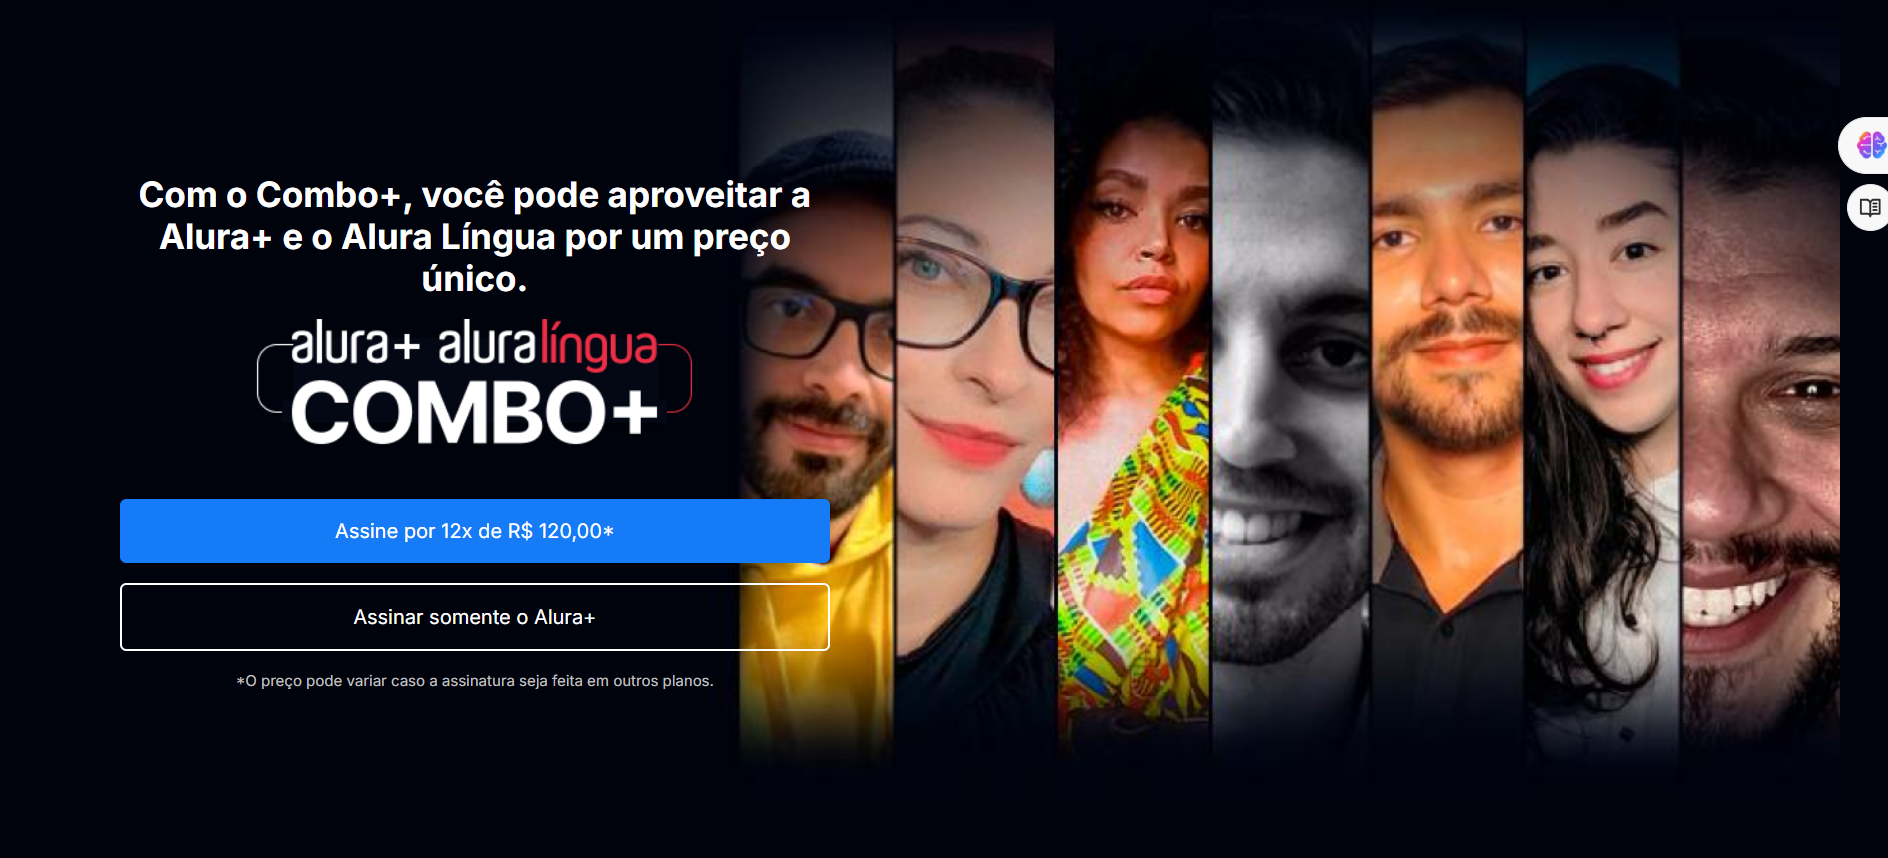 Com o Combo+, você pode aproveitar a
Alura+ e o Alura Língua por um preço
único.
alura+ aluralíngua
COMBO+
Assine por 12x de R$ 120,00*
Assinar somente o Alura+
*O preço pode variar caso a assinatura seja feita em outros planos.